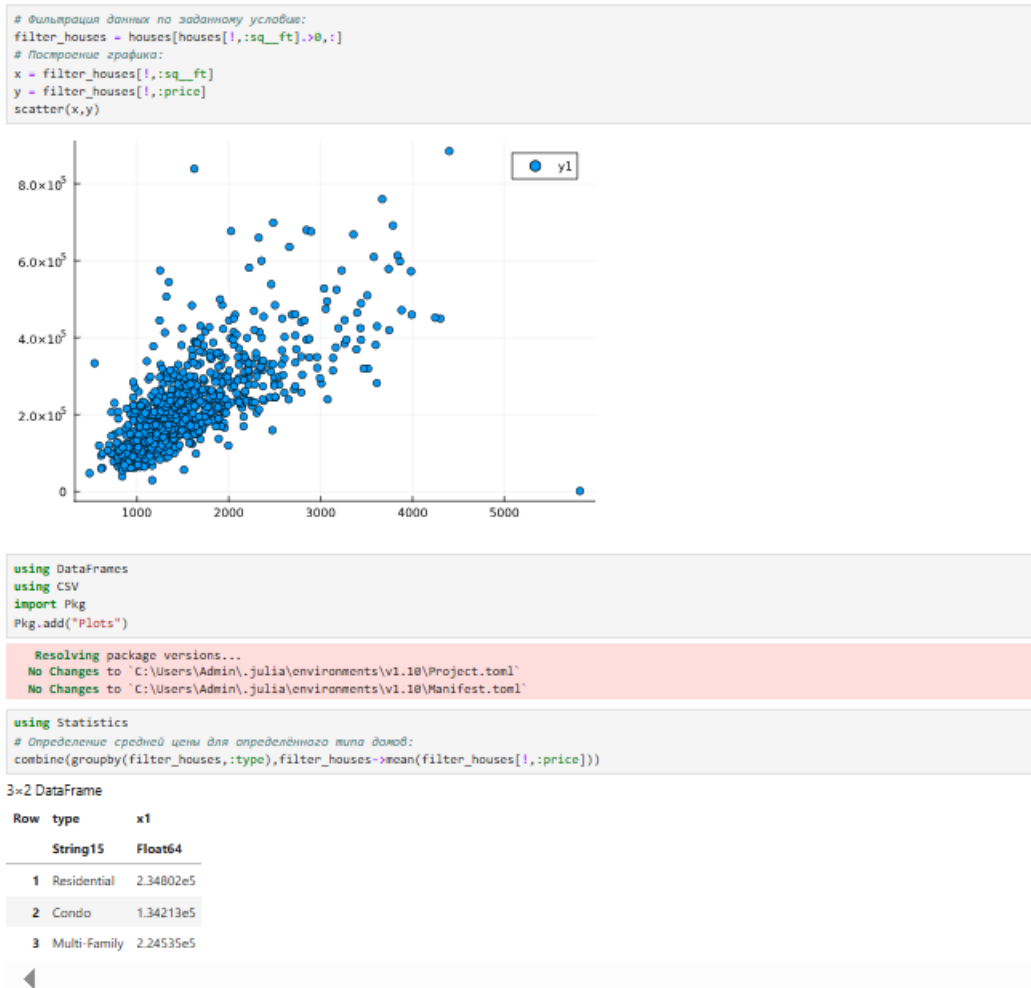 # Фильтрация данных по заданному условию:
filter_houses = houses[houses[!,:sq__ft].>0,:]
# Построение графика:
x = filter_houses[!,:sq__ft]
y = filter_houses[!,:price]
scatter(x,y)
y1
8.0×10⁵
6.0×10⁵
4.0×10⁵
2.0×10⁵
0
1000 2000 3000 4000 5000
using DataFrames
using CSV
import Pkg
Pkg.add("Plots")
Resolving package versions...
No Changes to `C:\Users\Admin\.julia\environments\v1.10\Project.toml`
No Changes to `C:\Users\Admin\.julia\environments\v1.10\Manifest.toml`
using Statistics
# Определение средней цены для определённого типа домов:
combine(groupby(filter_houses,:type),filter_houses->mean(filter_houses[!,:price]))
3×2 DataFrame
Row type x1
String15 Float64
1 Residential 2.34802e5
2 Condo 1.34213e5
3 Multi-Family 2.24535e5